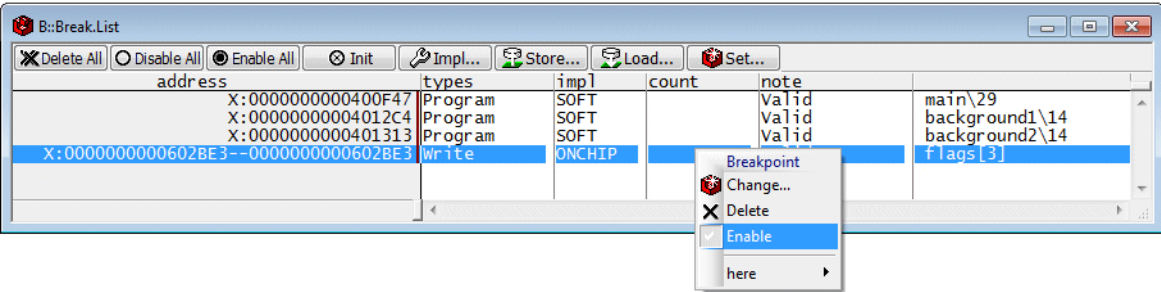 B::Break.List
Delete All Disable All Enable All Init Impl... Store... Load... Set...
address types impl count note
X:0000000000400F47 Program SOFT Valid main\29
X:00000000004012C4 Program SOFT Valid background1\14
X:0000000000401313 Program SOFT Valid background2\14
X:0000000000602BE3--0000000000602BE3 Write ONCHIP flags[3]
Breakpoint
Change...
Delete
Enable
here